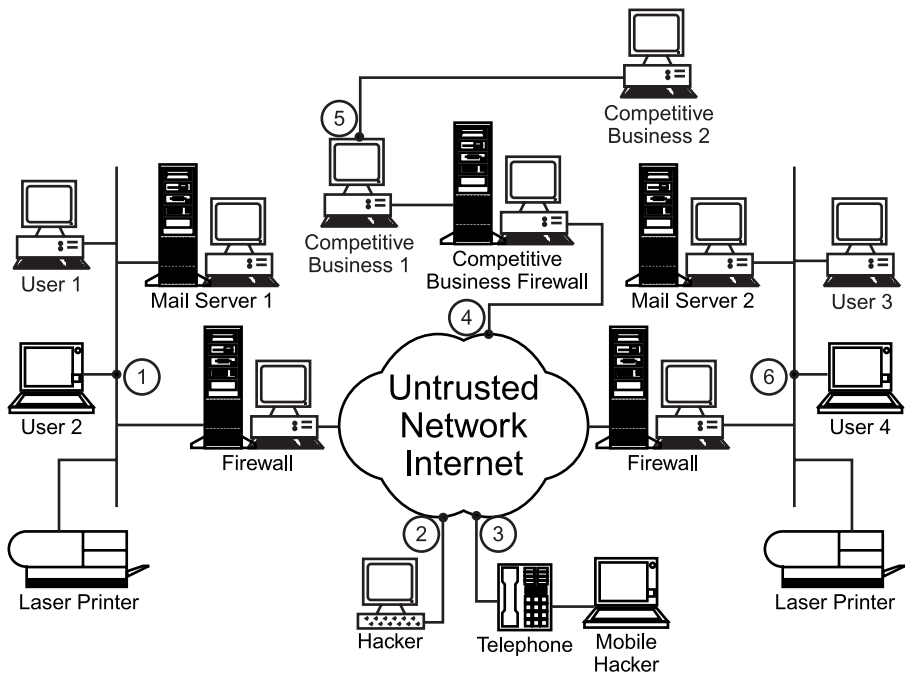 Competitive
Business 2
5
Competitive
Business 1
Competitive
Business Firewall
User 1
Mail Server 1
Mail Server 2
User 3
4
1
6
User 2
Firewall
Untrusted
Network
Internet
Firewall
User 4
2
3
Laser Printer
Hacker
Telephone
Mobile
Hacker
Laser Printer